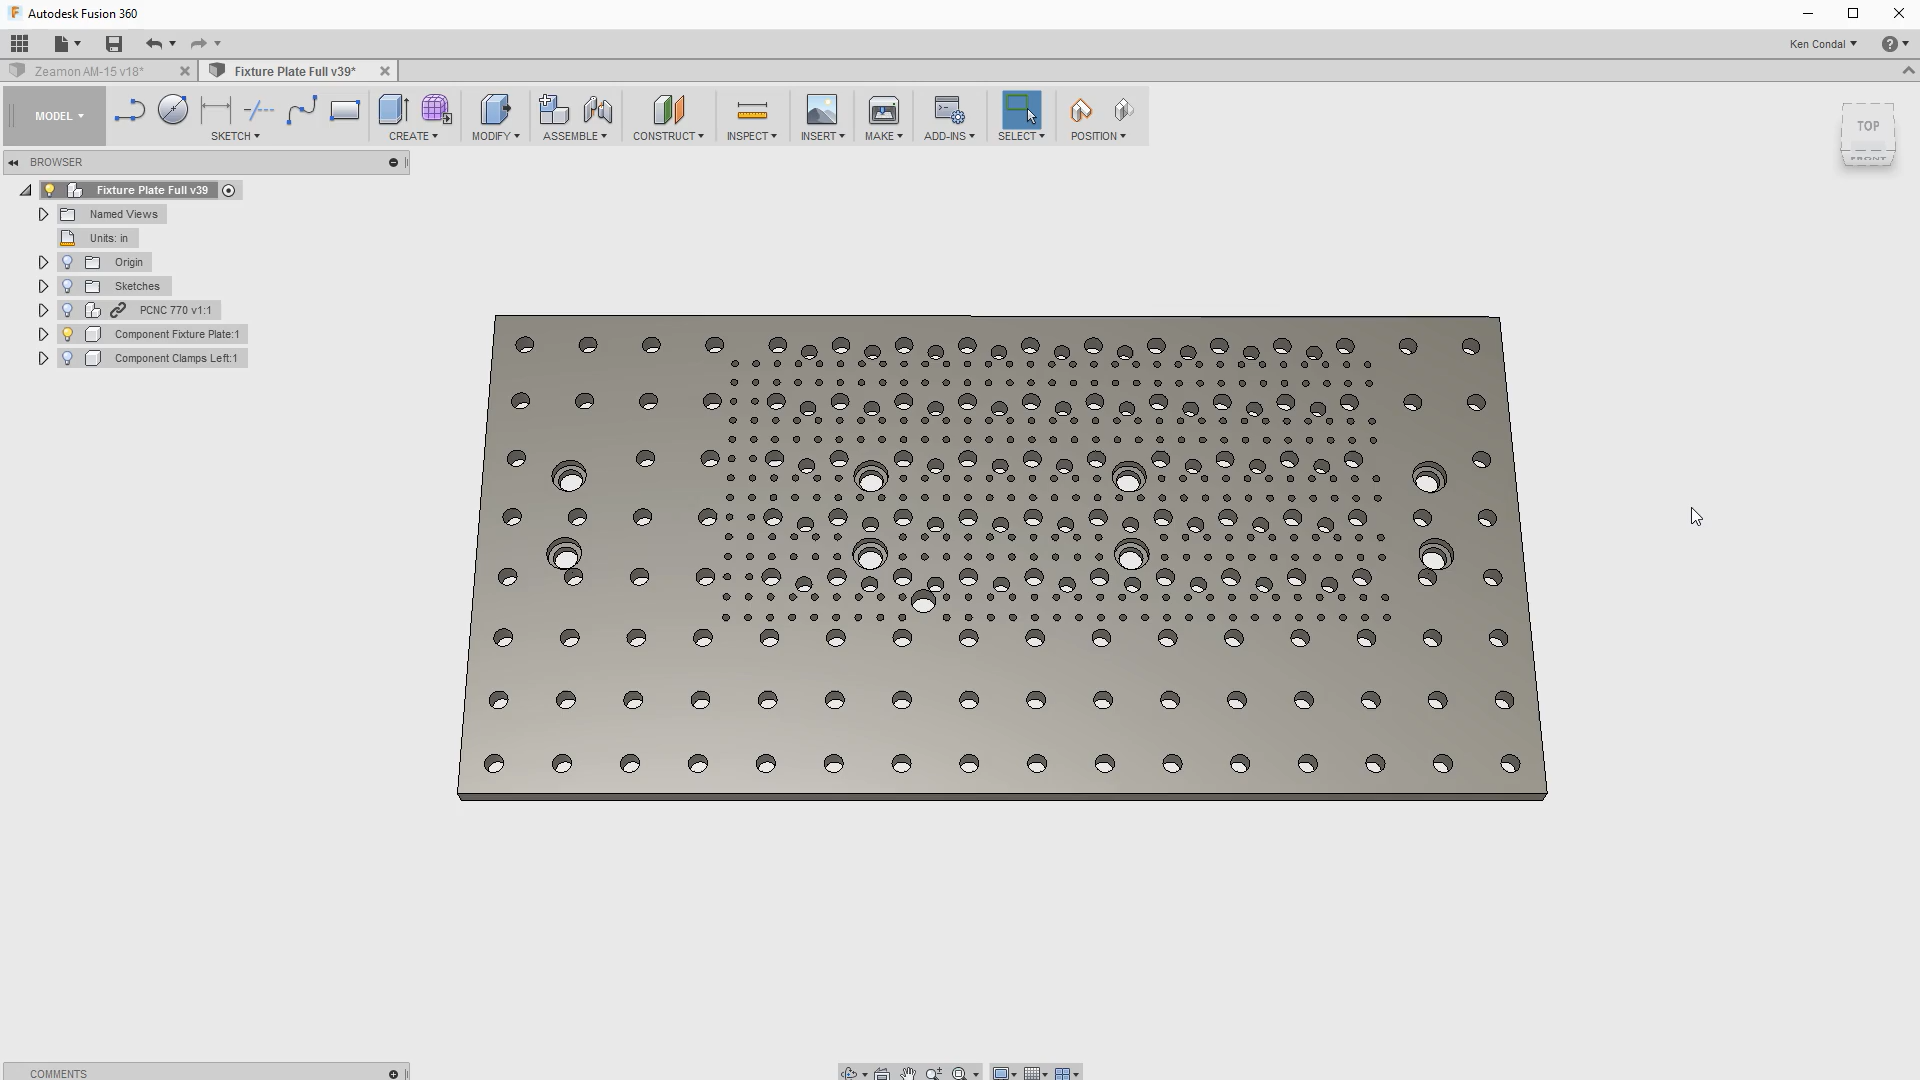 Autodesk Fusion 360
Ken Condal
Zeamon AM-15 v18*
Fixture Plate Full v39*
MODEL
SKETCH
CREATE
MODIFY
ASSEMBLE
CONSTRUCT
INSPECT
INSERT
MAKE
ADD-INS
SELECT
POSITION
TOP
FRONT
BROWSER
Fixture Plate Full v39
Named Views
Units: in
Origin
Sketches
PCNC 770 v1:1
Component Fixture Plate:1
Component Clamps Left:1
COMMENTS